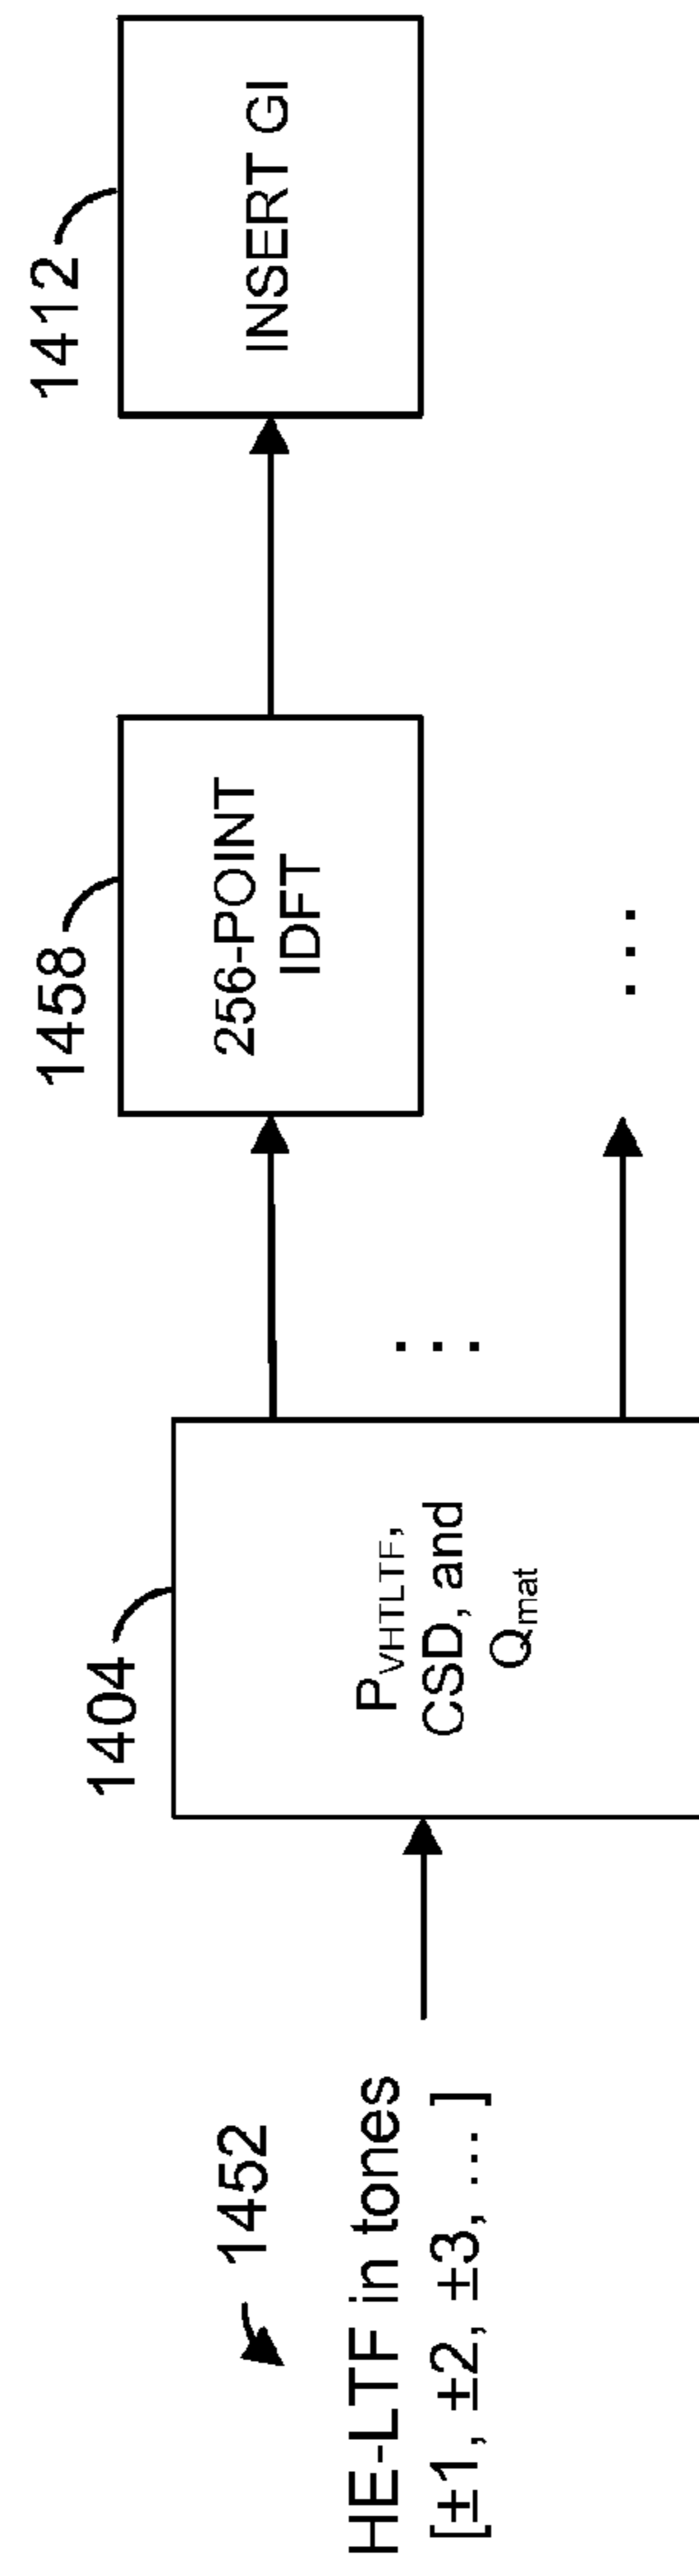 1452
HE-LTF in tones
[±1, ±2, ±3, ... ]
1404
P_VHTLTF,
CSD, and
Q_mat
1458
256-POINT
IDFT
1412
INSERT GI